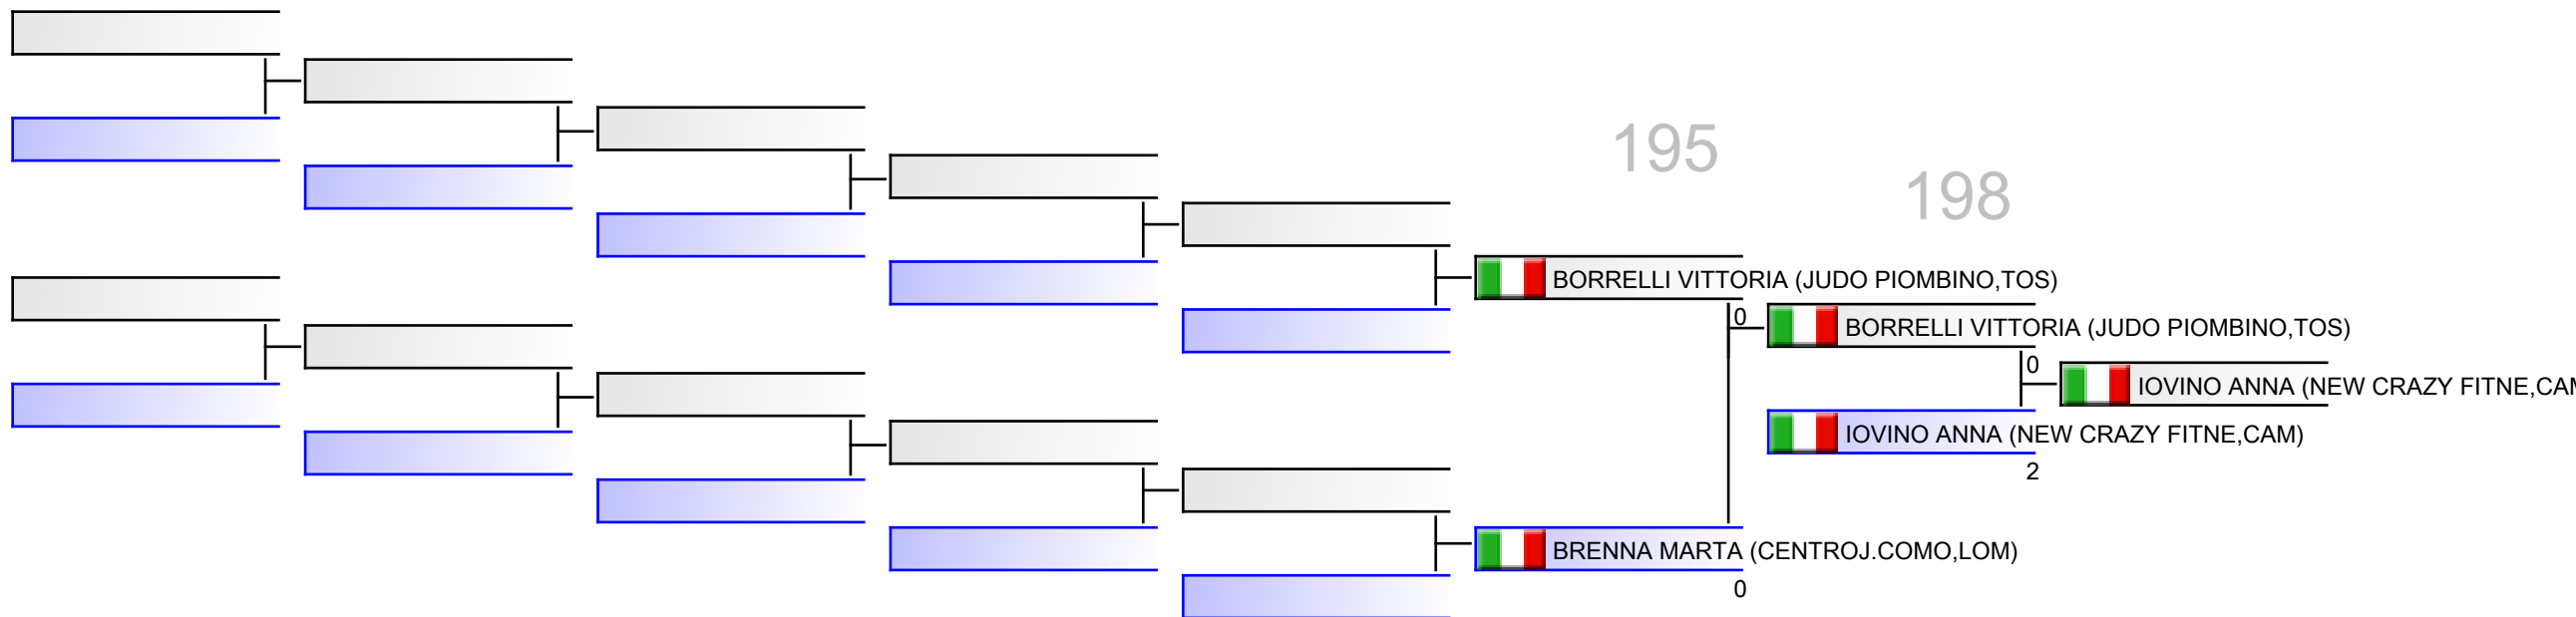 195
198
BORRELLI VITTORIA (JUDO PIOMBINO,TOS)
0
BORRELLI VITTORIA (JUDO PIOMBINO,TOS)
0
IOVINO ANNA (NEW CRAZY FITNE,CAM
IOVINO ANNA (NEW CRAZY FITNE,CAM)
2
BRENNA MARTA (CENTROJ.COMO,LOM)
0